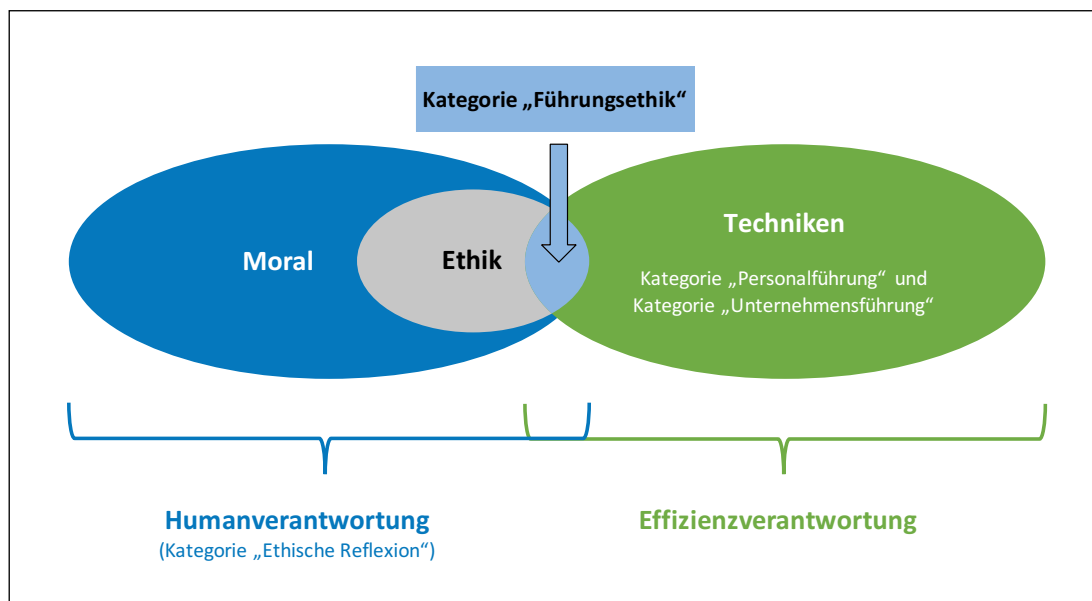 Kategorie „Führungsethik“
Moral
Ethik
Techniken
Kategorie „Personalführung“ und
Kategorie „Unternehmensführung“
Humanverantwortung
(Kategorie „Ethische Reflexion“)
Effizienzverantwortung